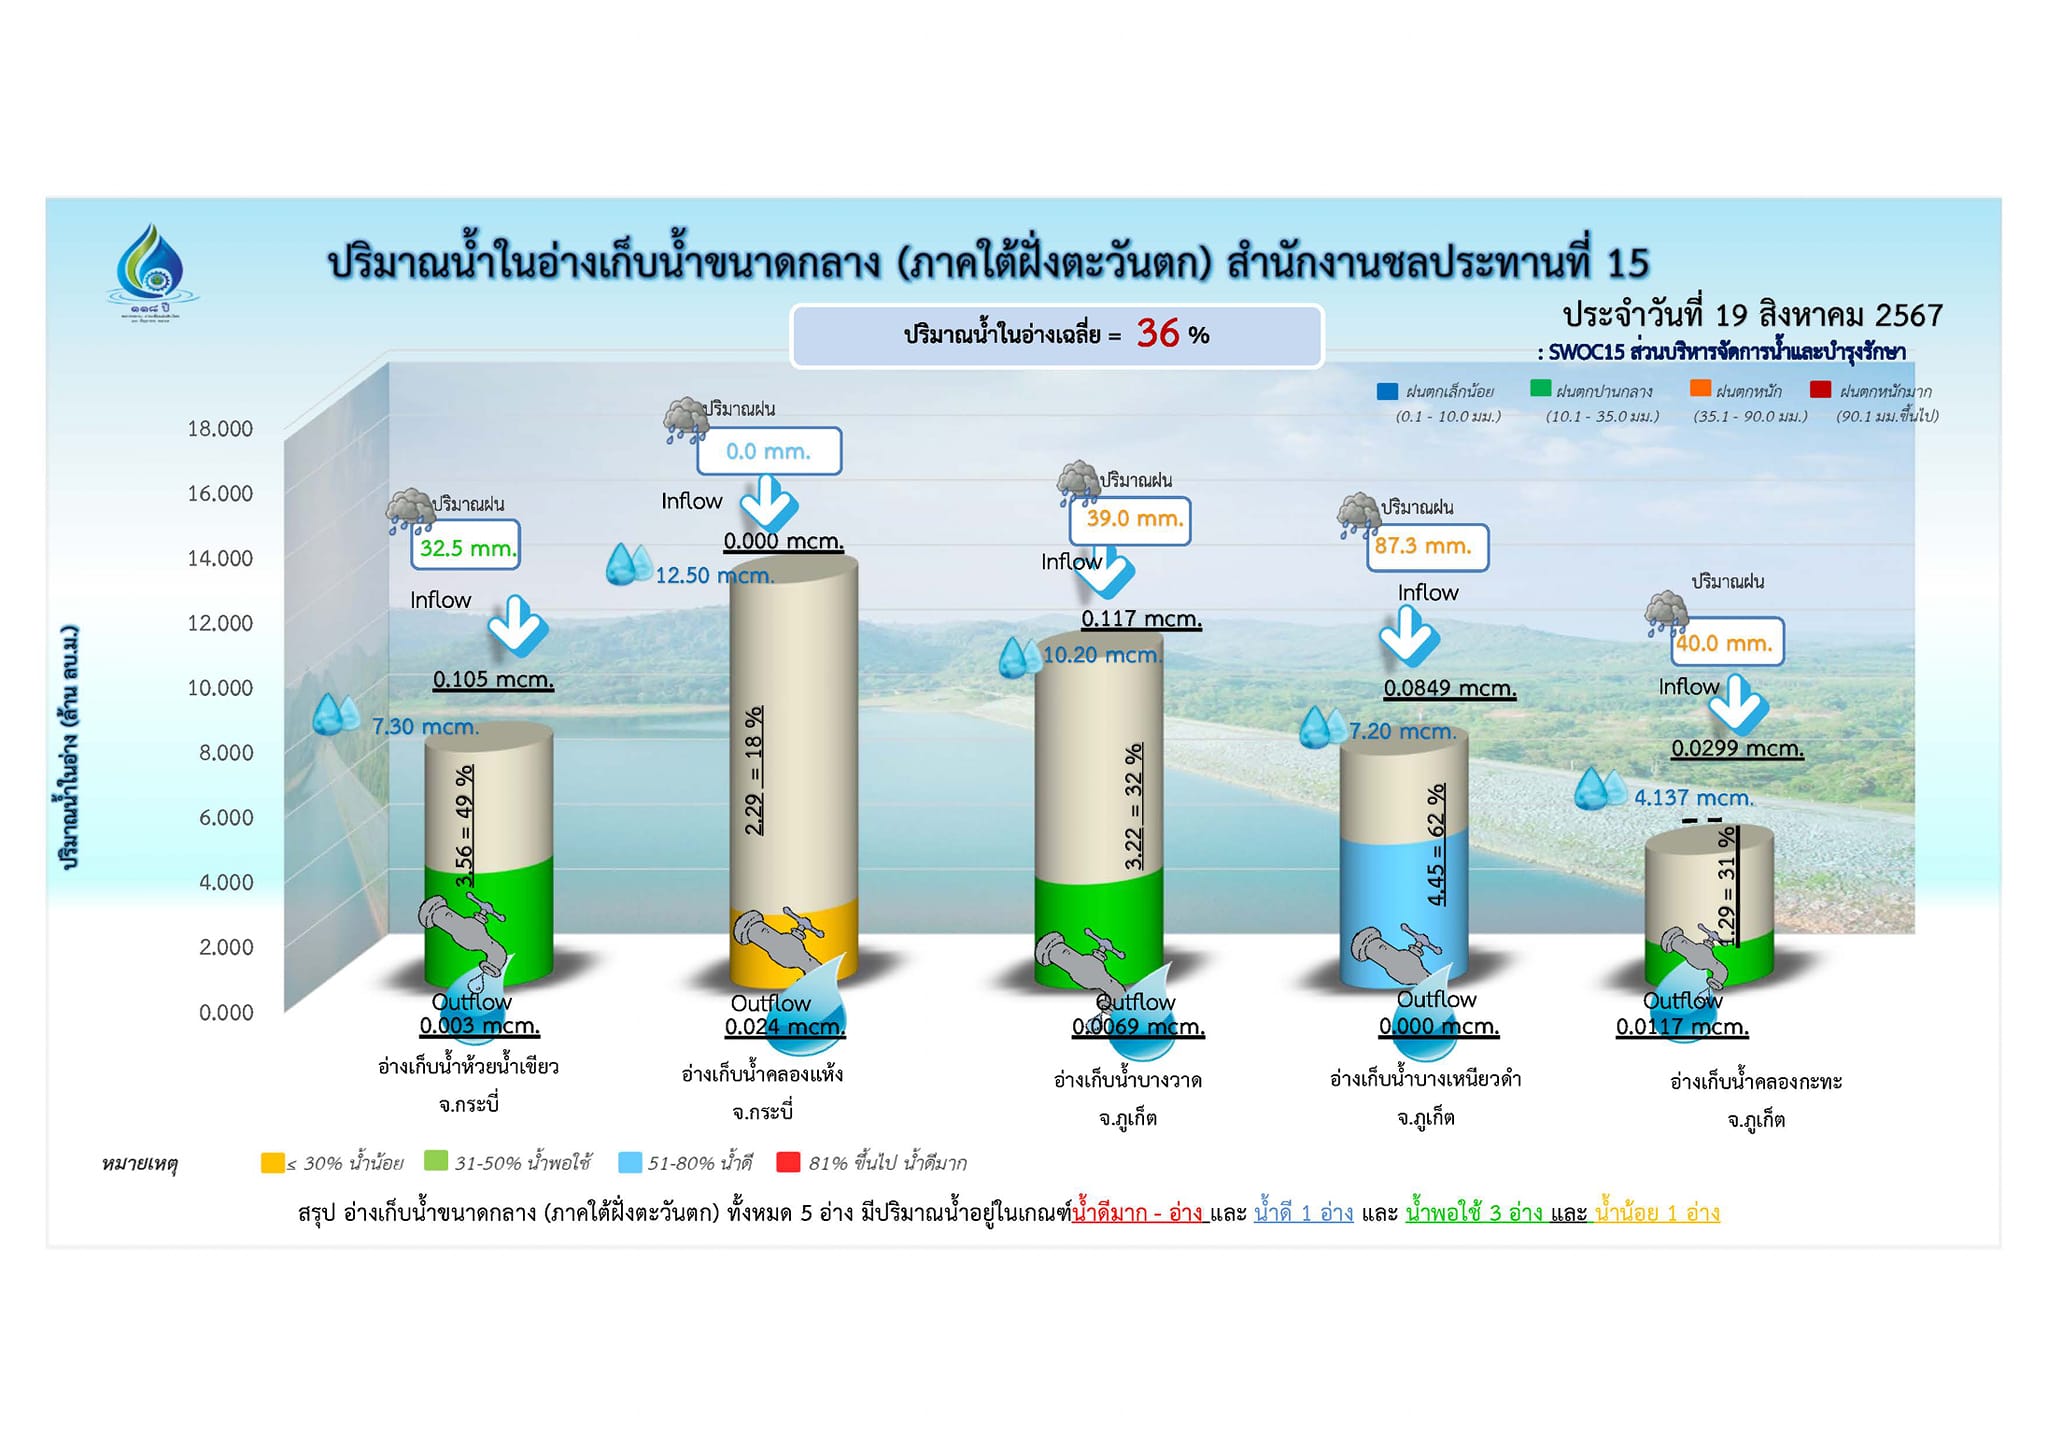 ปริมาณน้ำในอ่างเก็บน้ำขนาดกลาง (ภาคใต้ฝั่งตะวันตก) สำนักงานชลประทานที่ 15
๑๑๘ ปี
ประจำวันที่ 19 สิงหาคม 2567
ปริมาณน้ำในอ่างเฉลี่ย = 36 %
: SWOC15 ส่วนบริหารจัดการน้ำและบำรุงรักษา
ฝนตกเล็กน้อย ฝนตกปานกลาง ฝนตกหนัก ฝนตกหนักมาก
(0.1 - 10.0 มม.) (10.1 - 35.0 มม.) (35.1 - 90.0 มม.) (90.1 มม.ขึ้นไป)
ปริมาณน้ำในอ่าง (ล้าน ลบ.ม.)
18.000
16.000
14.000
12.000
10.000
8.000
6.000
4.000
2.000
0.000
ปริมาณฝน
32.5 mm.
Inflow
0.105 mcm.
7.30 mcm.
3.56 = 49 %
Outflow
0.003 mcm.
อ่างเก็บน้ำห้วยน้ำเขียว
จ.กระบี่
ปริมาณฝน
0.0 mm.
Inflow
0.000 mcm.
12.50 mcm.
2.29 = 18 %
Outflow
0.024 mcm.
อ่างเก็บน้ำคลองแห้ง
จ.กระบี่
ปริมาณฝน
39.0 mm.
Inflow
0.117 mcm.
10.20 mcm.
3.22 = 32 %
Outflow
0.0069 mcm.
อ่างเก็บน้ำบางวาด
จ.ภูเก็ต
ปริมาณฝน
87.3 mm.
Inflow
0.0849 mcm.
7.20 mcm.
4.45 = 62 %
Outflow
0.000 mcm.
อ่างเก็บน้ำบางเหนียวดำ
จ.ภูเก็ต
ปริมาณฝน
40.0 mm.
Inflow
0.0299 mcm.
4.137 mcm.
1.29 = 31 %
Outflow
0.0117 mcm.
อ่างเก็บน้ำคลองกะทะ
จ.ภูเก็ต
หมายเหตุ ≤ 30% น้ำน้อย 31-50% น้ำพอใช้ 51-80% น้ำดี 81% ขึ้นไป น้ำดีมาก
สรุป อ่างเก็บน้ำขนาดกลาง (ภาคใต้ฝั่งตะวันตก) ทั้งหมด 5 อ่าง มีปริมาณน้ำอยู่ในเกณฑ์น้ำดีมาก - อ่าง และ น้ำดี 1 อ่าง และ น้ำพอใช้ 3 อ่าง และ น้ำน้อย 1 อ่าง